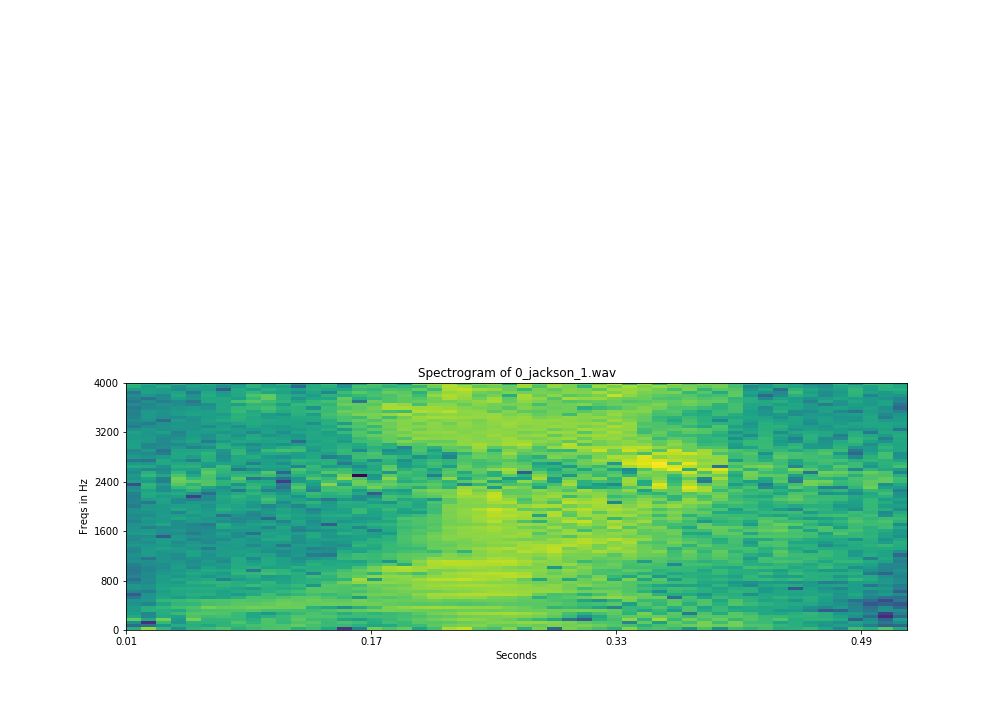 Spectrogram of 0_jackson_1.wav
4000
3200
2400
1600
800
0
Freqs in Hz
0.01 0.17 0.33 0.49
Seconds